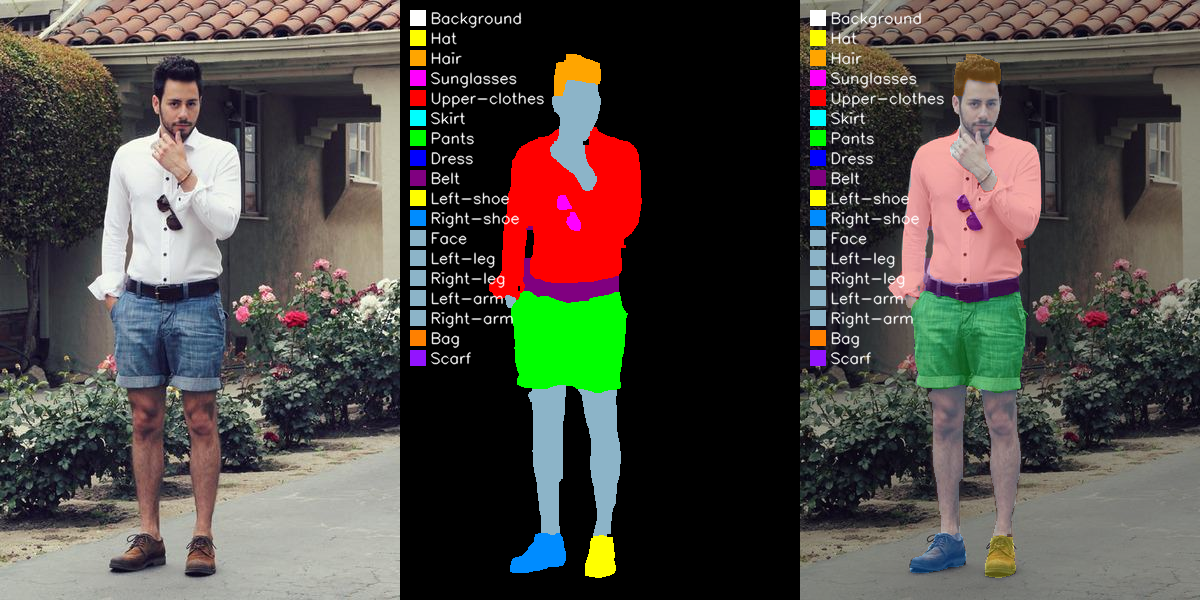 Background
Hat
Hair
Sunglasses
Upper-clothes
Skirt
Pants
Dress
Belt
Left-shoe
Right-shoe
Face
Left-leg
Right-leg
Left-arm
Right-arm
Bag
Scarf
Background
Hat
Hair
Sunglasses
Upper-clothes
Skirt
Pants
Dress
Belt
Left-shoe
Right-shoe
Face
Left-leg
Right-leg
Left-arm
Right-arm
Bag
Scarf